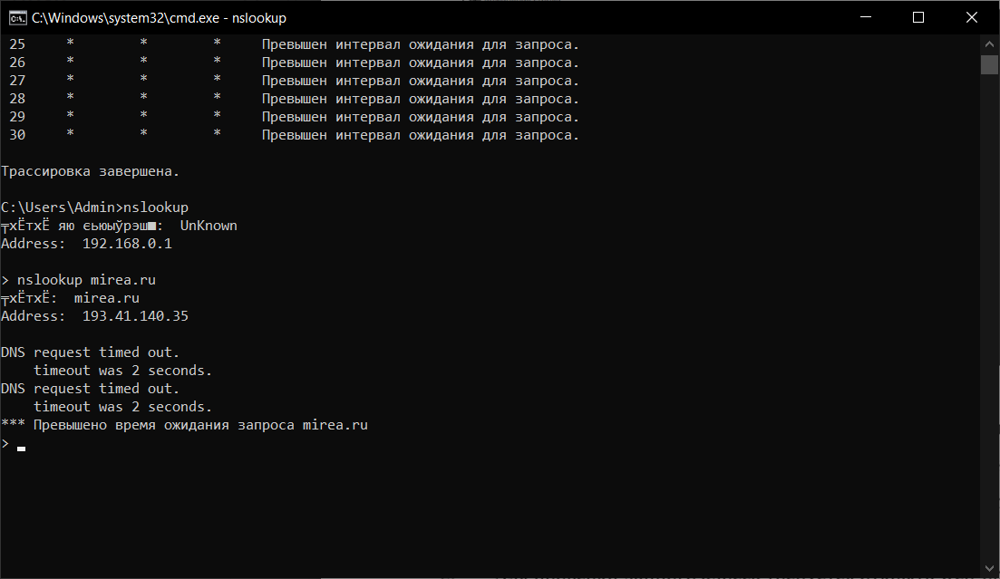 C:\Windows\system32\cmd.exe - nslookup
25 * * * Превышен интервал ожидания для запроса.
26 * * * Превышен интервал ожидания для запроса.
27 * * * Превышен интервал ожидания для запроса.
28 * * * Превышен интервал ожидания для запроса.
29 * * * Превышен интервал ожидания для запроса.
30 * * * Превышен интервал ожидания для запроса.
Трассировка завершена.
C:\Users\Admin>nslookup
╤хЁтхЁ яю єьюыўрэш■: UnKnown
Address: 192.168.0.1
> nslookup mirea.ru
╤хЁтхЁ: mirea.ru
Address: 193.41.140.35
DNS request timed out.
timeout was 2 seconds.
DNS request timed out.
timeout was 2 seconds.
*** Превышено время ожидания запроса mirea.ru
>